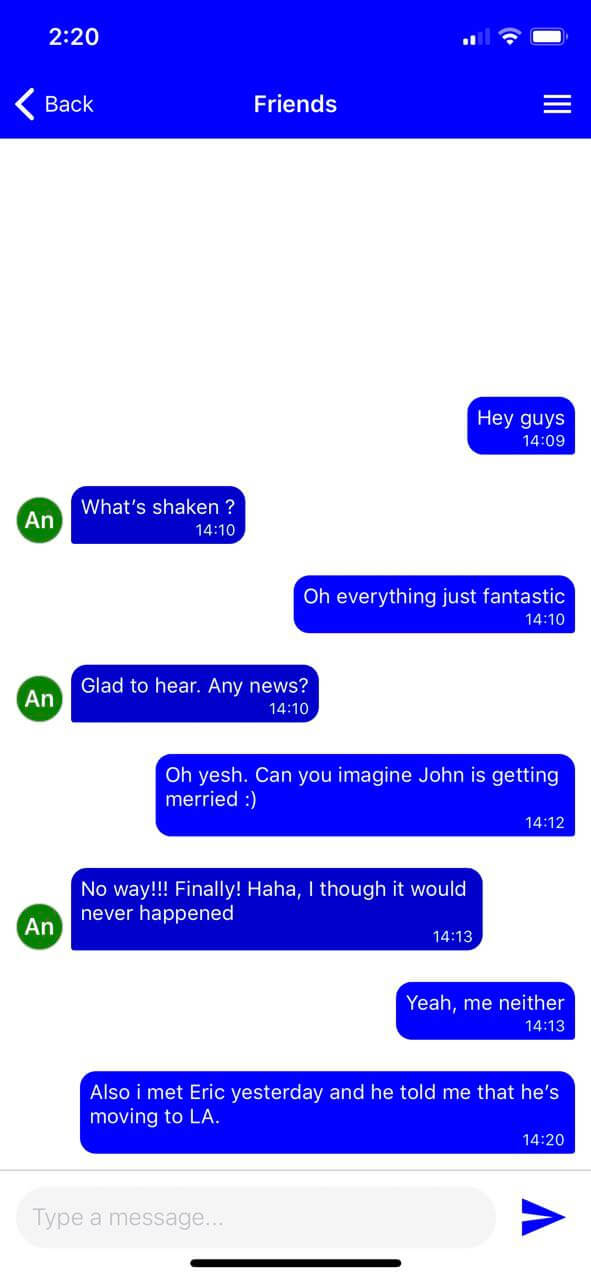 2:20
Back
Friends
Hey guys
14:09
An
What's shaken ?
14:10
Oh everything just fantastic
14:10
An
Glad to hear. Any news?
14:10
Oh yesh. Can you imagine John is getting
merried :)
14:12
An
No way!!! Finally! Haha, I though it would
never happened
14:13
Yeah, me neither
14:13
Also i met Eric yesterday and he told me that he's
moving to LA.
14:20
Type a message...